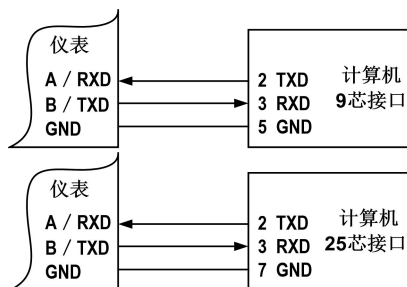 仪表
A / RXD 2 TXD 计算机
B / TXD 3 RXD 9芯接口
GND 5 GND
仪表
A / RXD 2 TXD 计算机
B / TXD 3 RXD 25芯接口
GND 7 GND